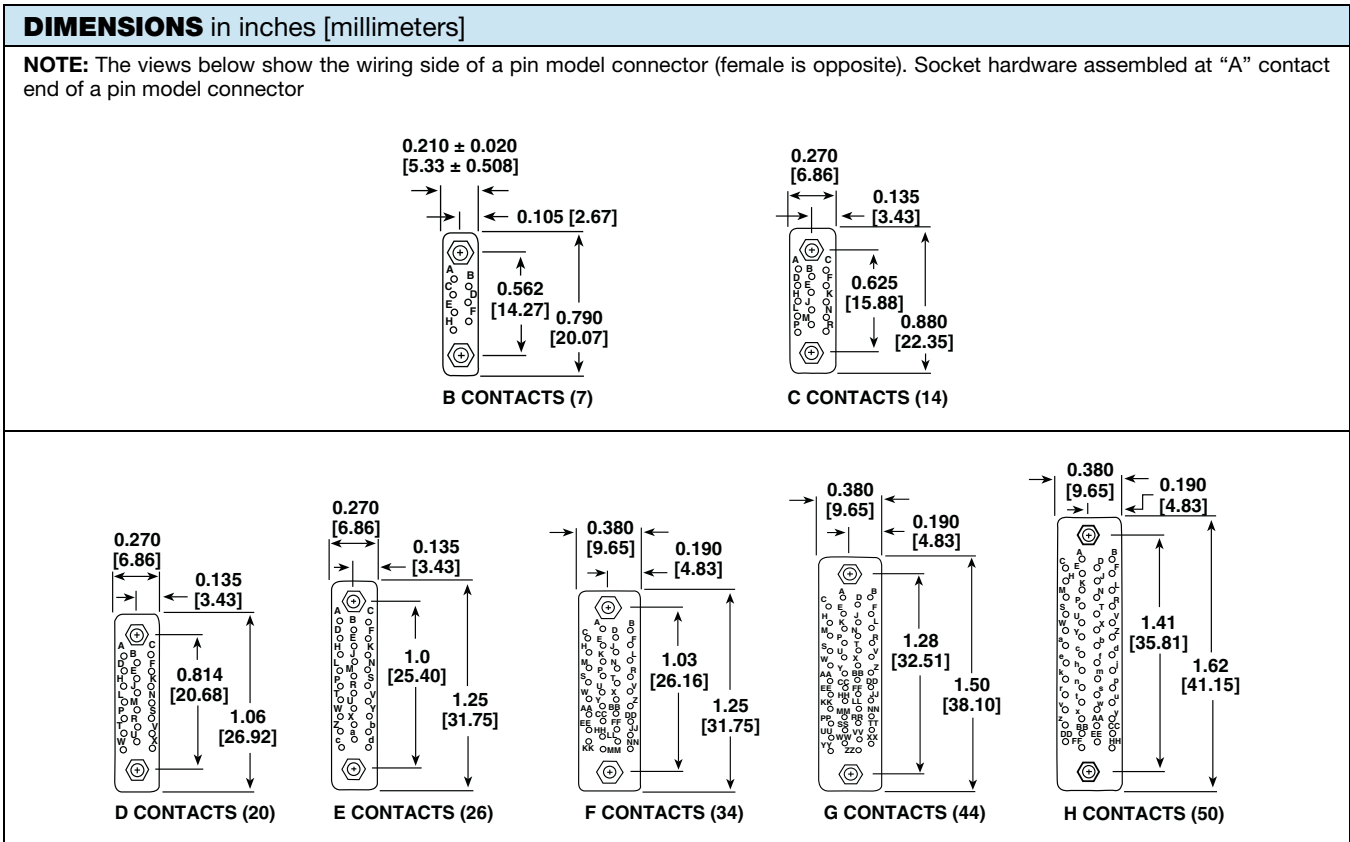 DIMENSIONS in inches [millimeters]
NOTE: The views below show the wiring side of a pin model connector (female is opposite). Socket hardware assembled at “A” contact
end of a pin model connector
0.210 ± 0.020
[5.33 ± 0.508]
0.105 [2.67]
0.562
[14.27]
0.790
[20.07]
A
B
C
D
E
F
H
B CONTACTS (7)
0.270
[6.86]
0.135
[3.43]
0.625
[15.88]
0.880
[22.35]
A
B
C
D
E
F
H
J
K
L
M
N
P
R
C CONTACTS (14)
0.270
[6.86]
0.135
[3.43]
0.814
[20.68]
1.06
[26.92]
A
B
C
D
E
F
H
J
K
L
M
N
P
R
S
T
U
V
W
X
D CONTACTS (20)
0.270
[6.86]
0.135
[3.43]
1.0
[25.40]
1.25
[31.75]
A
B
C
D
E
F
H
J
K
L
M
N
P
R
S
T
U
V
W
X
Y
Z
a
b
c
d
E CONTACTS (26)
0.380
[9.65]
0.190
[4.83]
1.03
[26.16]
1.25
[31.75]
F CONTACTS (34)
0.380
[9.65]
0.190
[4.83]
1.28
[32.51]
1.50
[38.10]
G CONTACTS (44)
0.380
[9.65]
0.190
[4.83]
1.41
[35.81]
1.62
[41.15]
H CONTACTS (50)